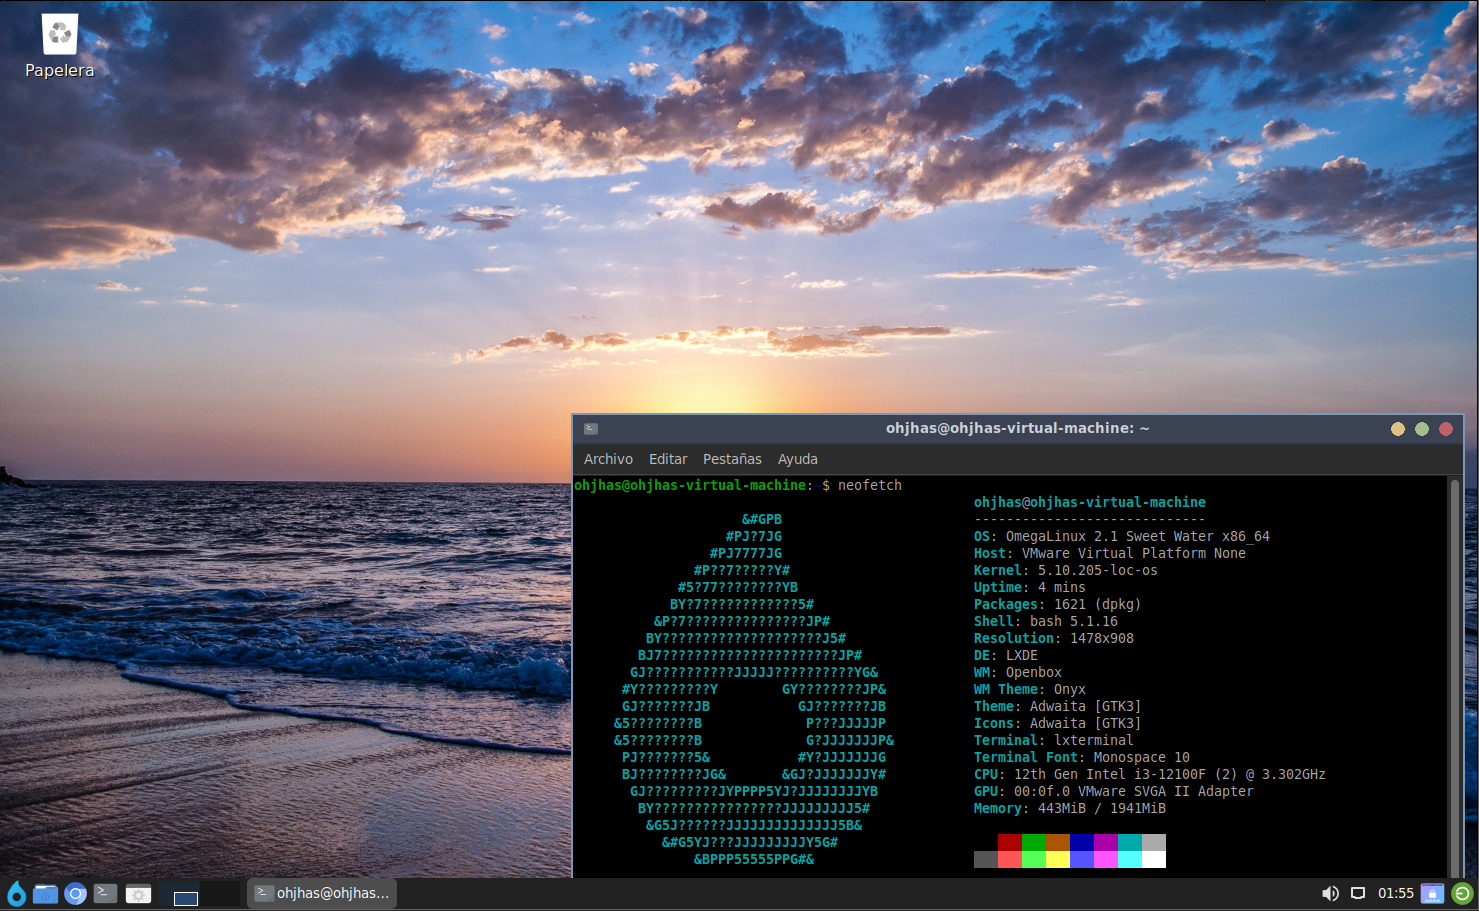 Papelera
ohjhas@ohjhas-virtual-machine: ~
Archivo Editar Pestañas Ayuda
ohjhas@ohjhas-virtual-machine:~$ neofetch
ohjhas@ohjhas-virtual-machine
&#GPB -----------------------------
#PJ?7JG OS: OmegaLinux 2.1 Sweet Water x86_64
#PJ7777JG Host: VMware Virtual Platform None
#P??7?????Y# Kernel: 5.10.205-loc-os
#5?77????????YB Uptime: 4 mins
BY?7????????????5# Packages: 1621 (dpkg)
&P?7???????????????JP# Shell: bash 5.1.16
BY????????????????????J5# Resolution: 1478x908
BJ7??????????????????????JP# DE: LXDE
GJ???????????JJJJJ??????????YG& WM: Openbox
#Y?????????Y GY????????JP& WM Theme: Onyx
GJ???????JB GJ???????JB Theme: Adwaita [GTK3]
&5????????B P???JJJJJP Icons: Adwaita [GTK3]
&5????????B G?JJJJJJJP& Terminal: lxterminal
PJ???????5& #Y?JJJJJJJG Terminal Font: Monospace 10
BJ????????JG& &GJ?JJJJJJJY# CPU: 12th Gen Intel i3-12100F (2) @ 3.302GHz
GJ?????????JYPPPP5YJ?JJJJJJJJYB GPU: 00:0f.0 VMware SVGA II Adapter
BY????????????????JJJJJJJJJ5# Memory: 443MiB / 1941MiB
&G5J??????JJJJJJJJJJJJJJ5B&
&#G5YJ???JJJJJJJJJY5G#
&BPPP55555PPG#&
ohjhas@ohjhas... 01:55